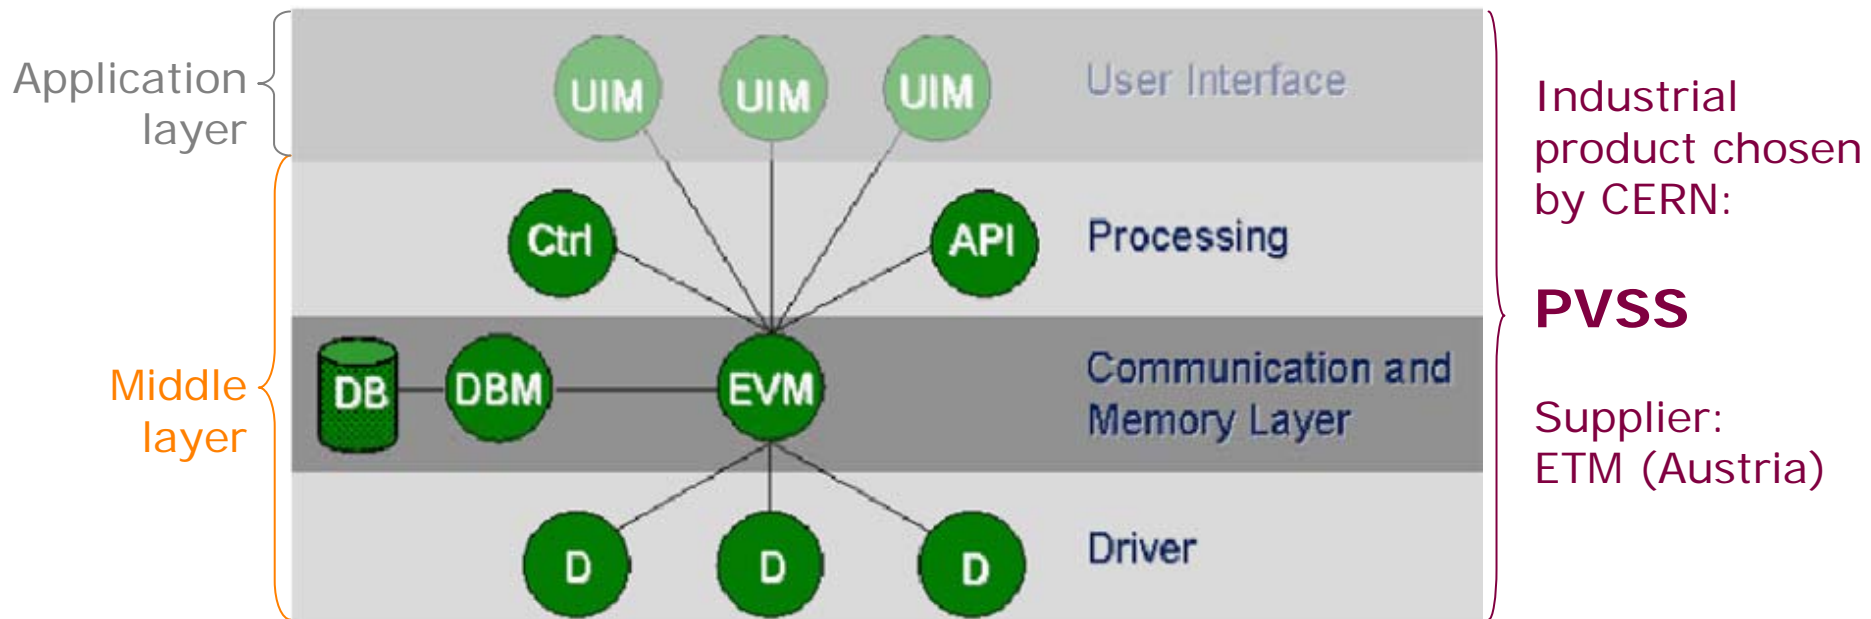 Application
layer
UIM
UIM
UIM
User Interface
Industrial
product chosen
by CERN:
Ctrl
API
Processing
PVSS
Middle
layer
DB
DBM
EVM
Communication and
Memory Layer
Supplier:
ETM (Austria)
D
D
D
Driver